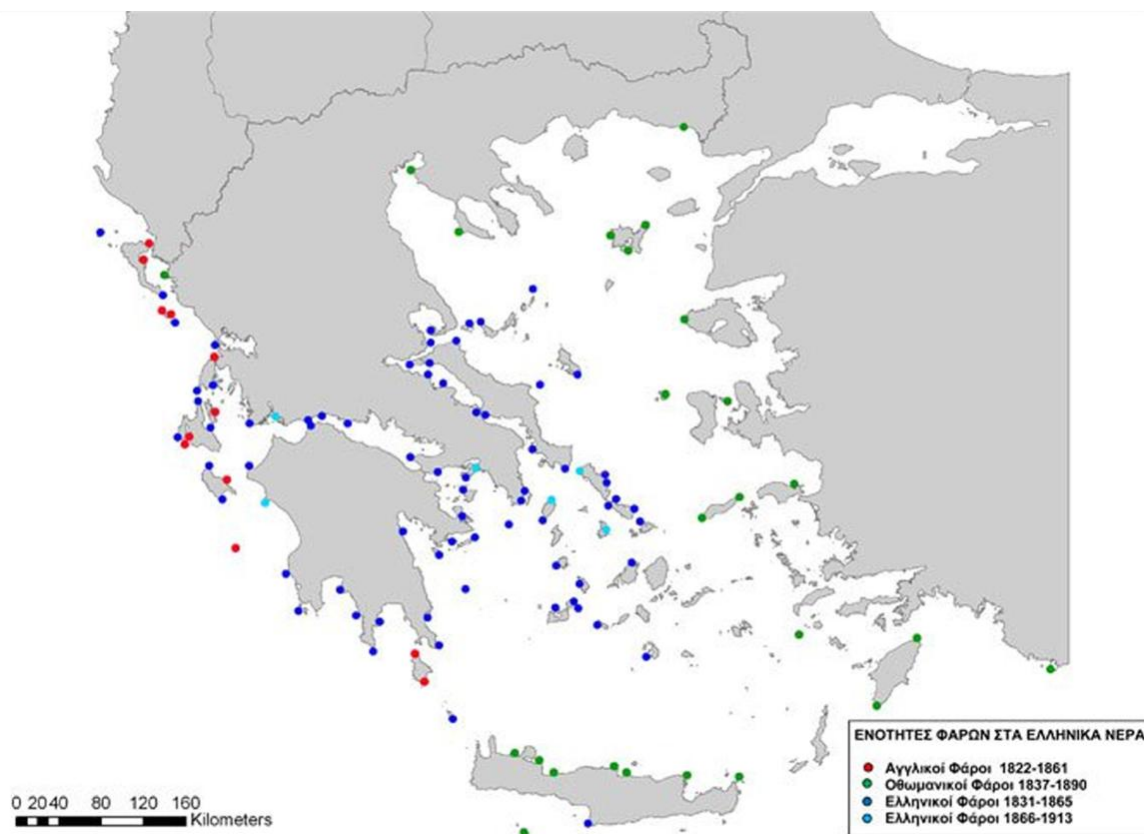 ΕΝΟΤΗΤΕΣ ΦΑΡΩΝ ΣΤΑ ΕΛΛΗΝΙΚΑ ΝΕΡΑ
Αγγλικοί Φάροι 1822-1861
Οθωμανικοί Φάροι 1837-1890
Ελληνικοί Φάροι 1831-1865
Ελληνικοί Φάροι 1866-1913
0 20 40 80 120 160
Kilometers